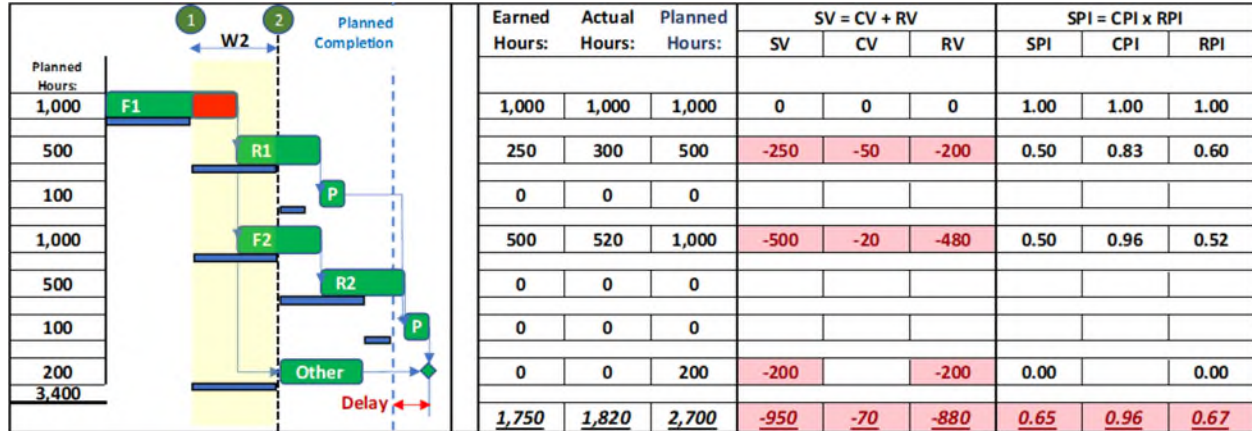 1 2 Planned Completion Earned Hours: Actual Hours: Planned Hours: SV = CV + RV SPI = CPI x RPI
W2 SV CV RV SPI CPI RPI
Planned Hours:
1,000 F1 1,000 1,000 1,000 0 0 0 1.00 1.00 1.00
500 R1 250 300 500 -250 -50 -200 0.50 0.83 0.60
100 P 0 0 0
1,000 F2 500 520 1,000 -500 -20 -480 0.50 0.96 0.52
500 R2 0 0 0
100 P 0 0 0
200 Other 0 0 200 -200 -200 0.00 0.00
3,400
Delay 1,750 1,820 2,700 -950 -70 -880 0.65 0.96 0.67